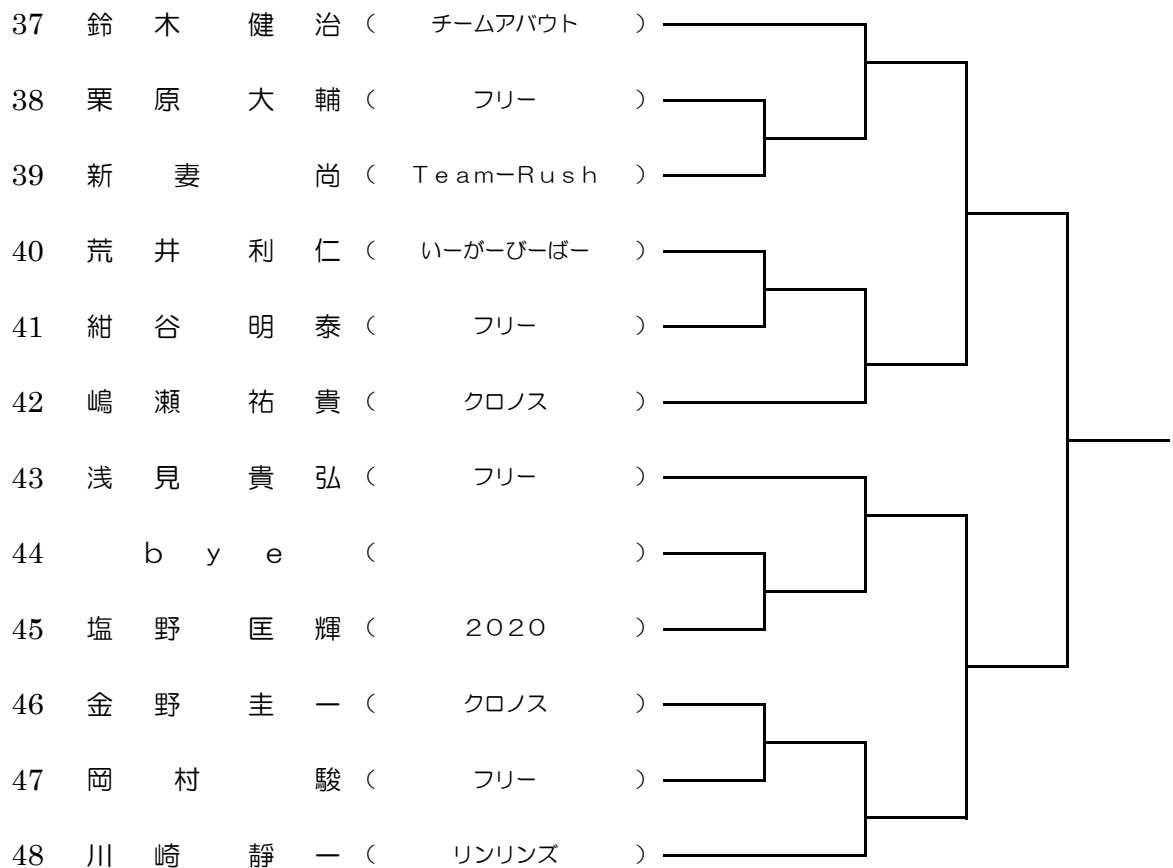 37 鈴木 健治 ( チームアバウト )
38 栗原 大輔 ( フリー )
39 新妻 尚 ( Team-Rush )
40 荒井 利仁 ( いーがーびーばー )
41 紺谷 明泰 ( フリー )
42 嶋瀬 祐貴 ( クロノス )
43 浅見 貴弘 ( フリー )
44 bye ( )
45 塩野 匡輝 ( 2020 )
46 金野 圭一 ( クロノス )
47 岡村 駿 ( フリー )
48 川崎 靜一 ( リンリンズ )